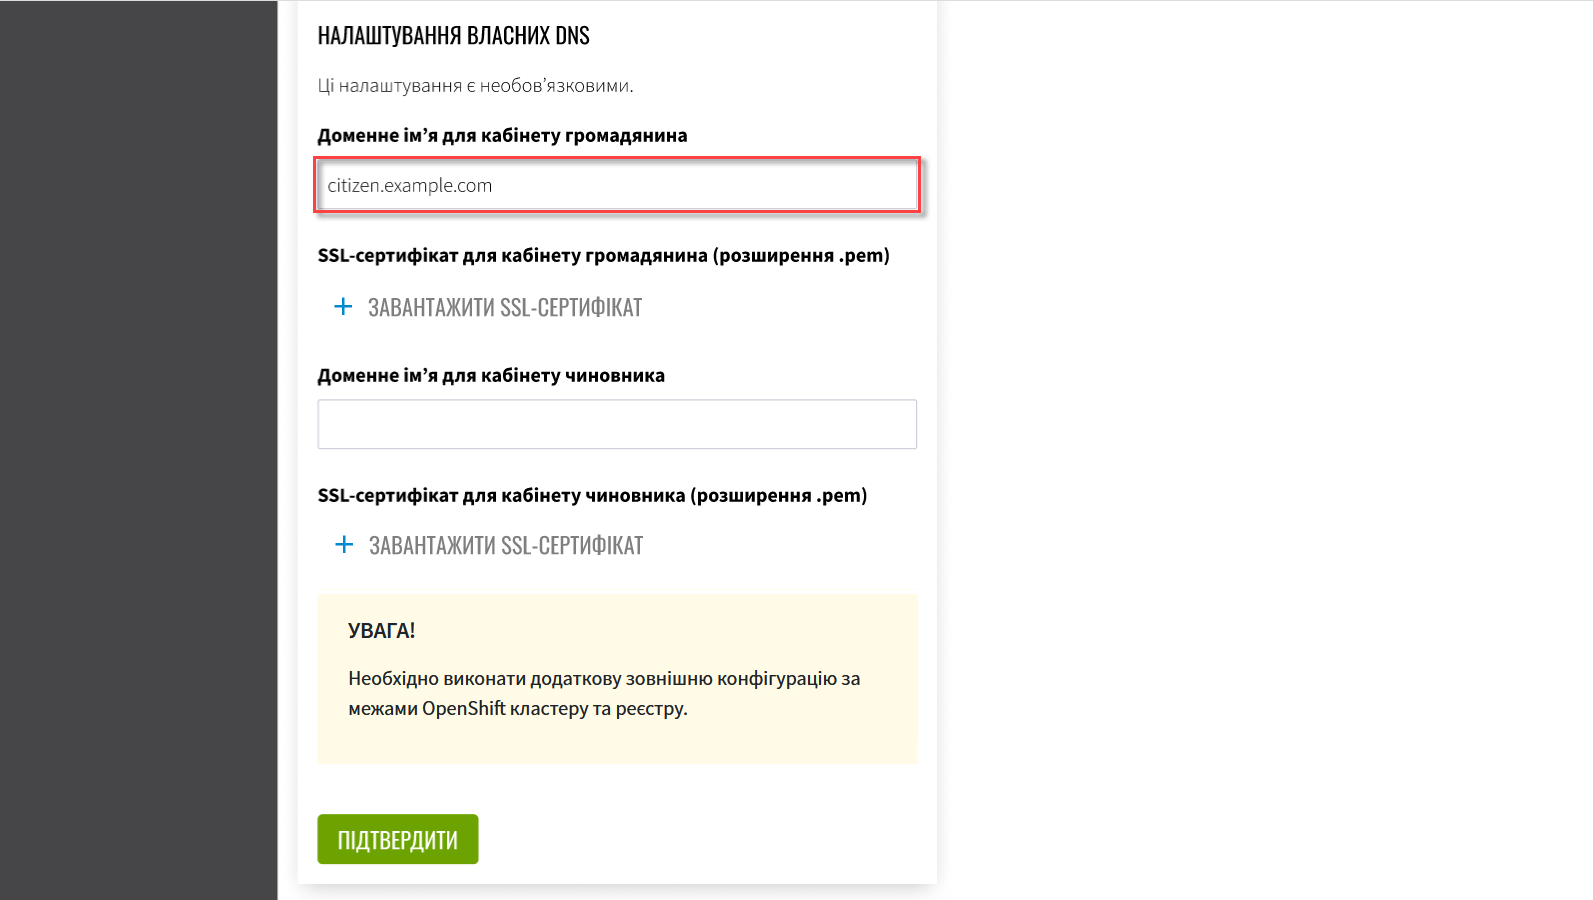 НАЛАШТУВАННЯ ВЛАСНИХ DNS
Ці налаштування є необов’язковими.
Доменне ім’я для кабінету громадянина
citizen.example.com
SSL-сертифікат для кабінету громадянина (розширення .pem)
+ ЗАВАНТАЖИТИ SSL-СЕРТИФІКАТ
Доменне ім’я для кабінету чиновника
SSL-сертифікат для кабінету чиновника (розширення .pem)
+ ЗАВАНТАЖИТИ SSL-СЕРТИФІКАТ
УВАГА!
Необхідно виконати додаткову зовнішню конфігурацію за
межами OpenShift кластеру та реєстру.
ПІДТВЕРДИТИ